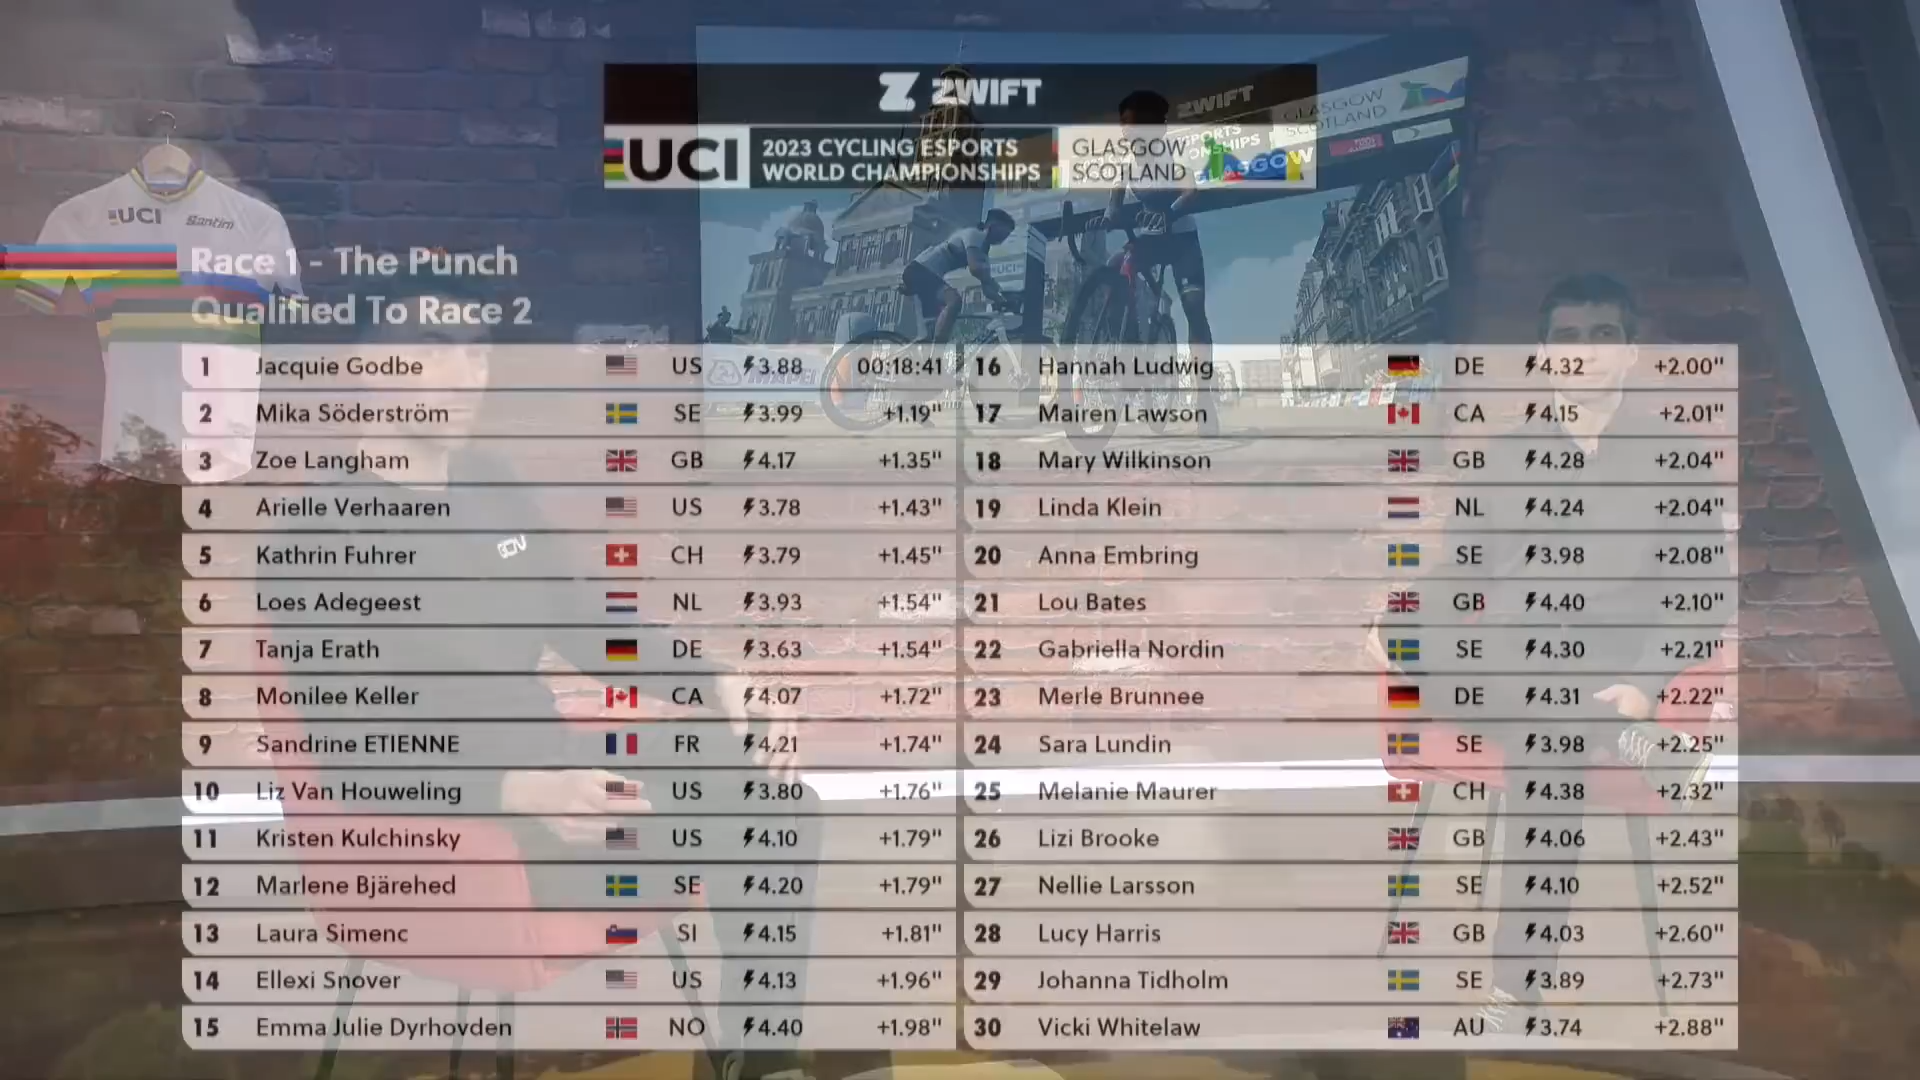 ZWIFT
UCI
2023 CYCLING ESPORTS
WORLD CHAMPIONSHIPS
GLASGOW
SCOTLAND
ZWIFT
GLASGOW
SCOTLAND
GLASGOW
UCI
Santini
UCI
Race 1 - The Punch
Qualified To Race 2
1 Jacquie Godbe US 3.88 00:18:41
2 Mika Söderström SE 3.99 +1.19"
3 Zoe Langham GB 4.17 +1.35"
4 Arielle Verhaaren US 3.78 +1.43"
5 Kathrin Fuhrer CH 3.79 +1.45"
6 Loes Adegeest NL 3.93 +1.54"
7 Tanja Erath DE 3.63 +1.54"
8 Monilee Keller CA 4.07 +1.72"
9 Sandrine ETIENNE FR 4.21 +1.74"
10 Liz Van Houweling US 3.80 +1.76"
11 Kristen Kulchinsky US 4.10 +1.79"
12 Marlene Bjärehed SE 4.20 +1.79"
13 Laura Simenc SI 4.15 +1.81"
14 Ellexi Snover US 4.13 +1.96"
15 Emma Julie Dyrhovden NO 4.40 +1.98"
16 Hannah Ludwig DE 4.32 +2.00"
17 Mairen Lawson CA 4.15 +2.01"
18 Mary Wilkinson GB 4.28 +2.04"
19 Linda Klein NL 4.24 +2.04"
20 Anna Embring SE 3.98 +2.08"
21 Lou Bates GB 4.40 +2.10"
22 Gabriella Nordin SE 4.30 +2.21"
23 Merle Brunnee DE 4.31 +2.22"
24 Sara Lundin SE 3.98 +2.25"
25 Melanie Maurer CH 4.38 +2.32"
26 Lizi Brooke GB 4.06 +2.43"
27 Nellie Larsson SE 4.10 +2.52"
28 Lucy Harris GB 4.03 +2.60"
29 Johanna Tidholm SE 3.89 +2.73"
30 Vicki Whitelaw AU 3.74 +2.88"
MAPEI
GCN